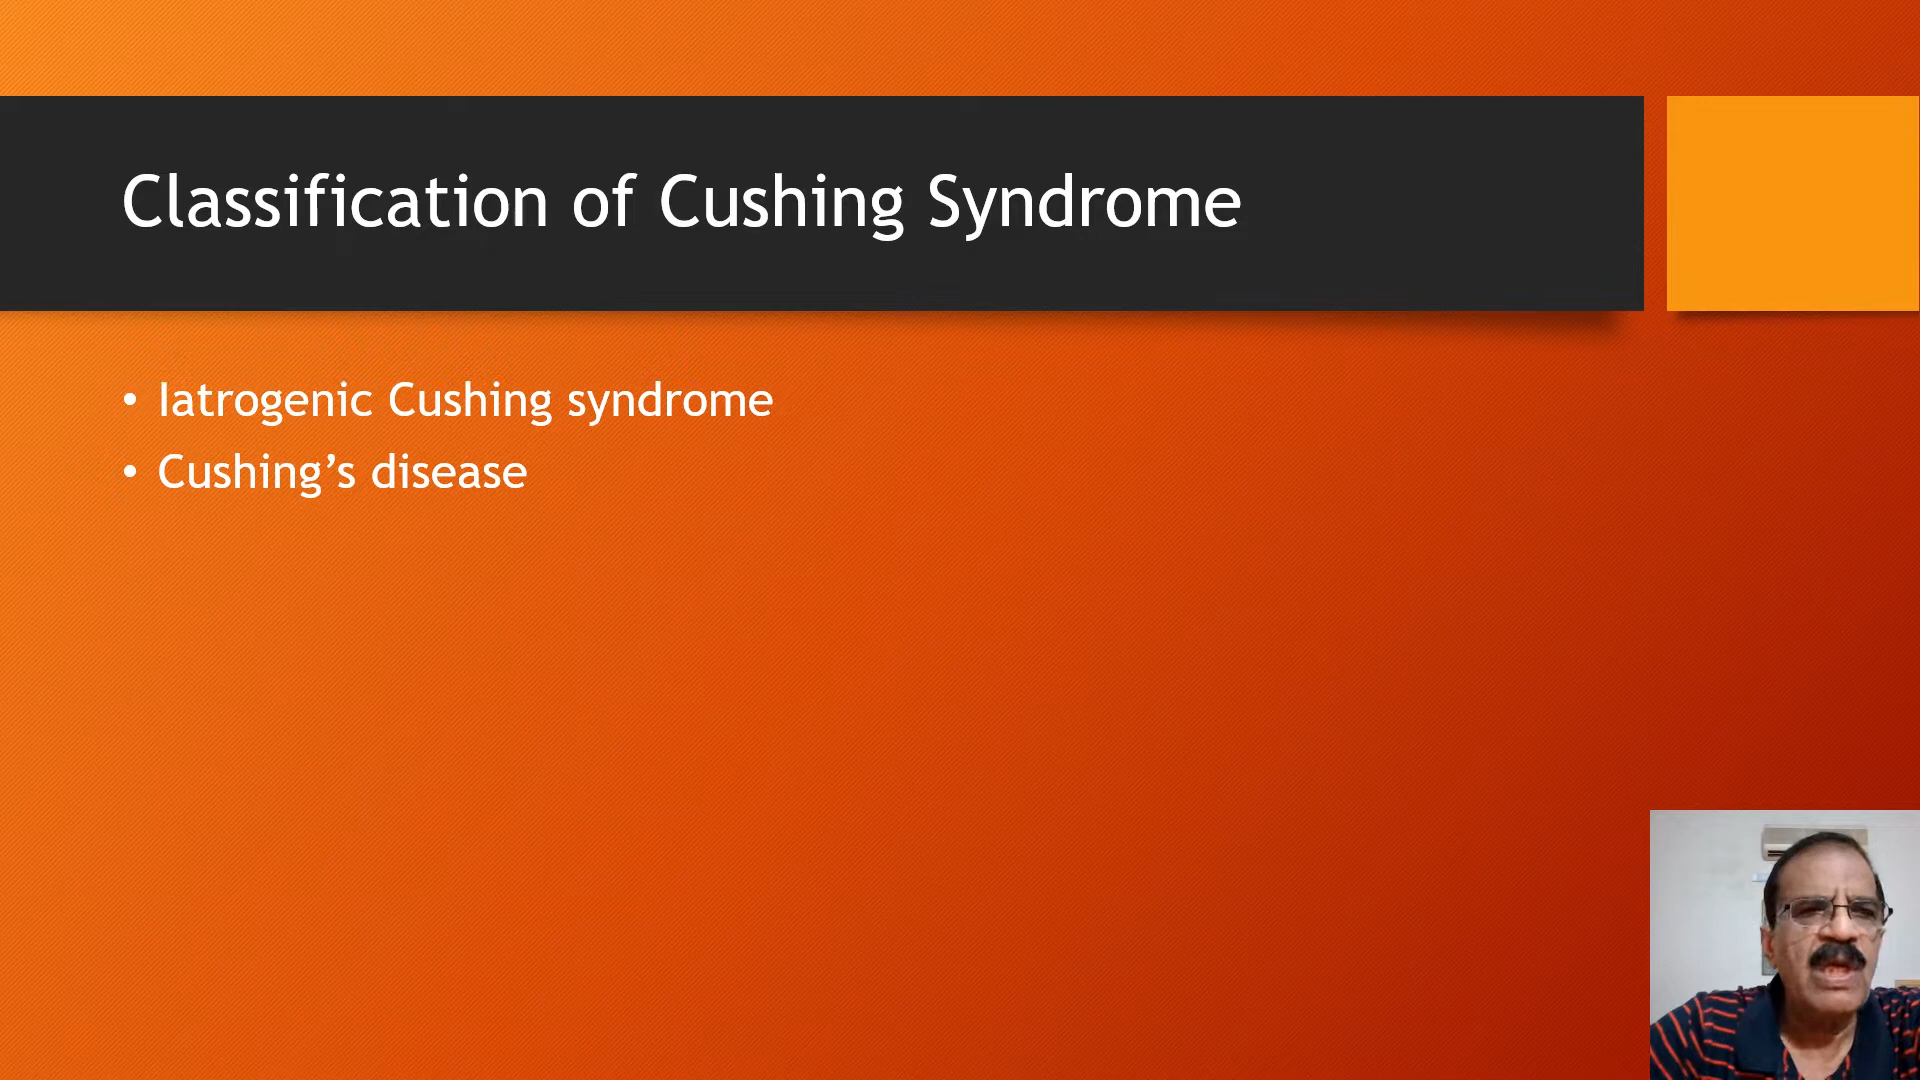 Classification of Cushing Syndrome
• Iatrogenic Cushing syndrome
• Cushing’s disease